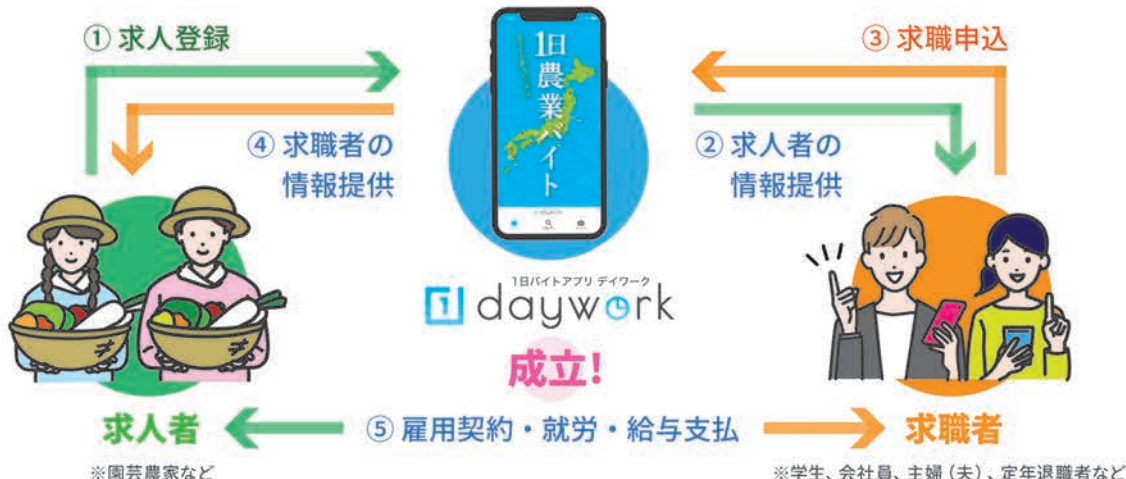 ① 求人登録
③ 求職申込
1日農業バイト
④ 求職者の
情報提供
② 求人者の
情報提供
1日バイトアプリ デイワーク
1 daywork
成立!
求人者
⑤ 雇用契約・就労・給与支払
求職者
※園芸農家など
※学生、会社員、主婦(夫)、定年退職者など